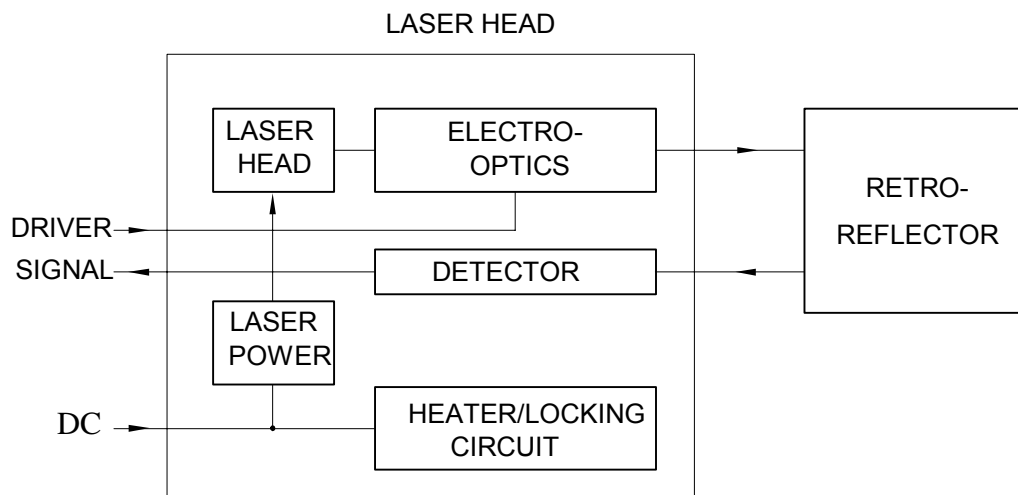 LASER HEAD
LASER
HEAD
ELECTRO-
OPTICS
RETRO-
REFLECTOR
DRIVER
SIGNAL
DETECTOR
LASER
POWER
DC
HEATER/LOCKING
CIRCUIT